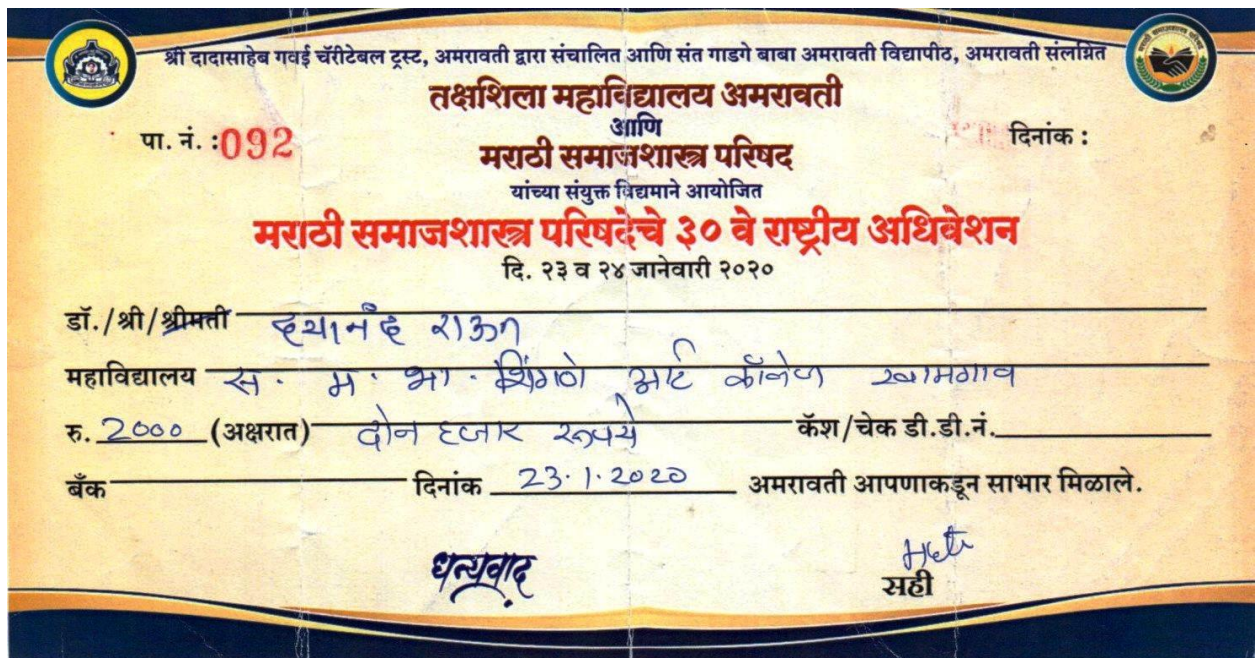 श्री दादासाहेब गवई चॅरीटेबल ट्रस्ट, अमरावती द्वारा संचालित आणि संत गाडगे बाबा अमरावती विद्यापीठ, अमरावती संलग्नित
तक्षशिला महाविद्यालय अमरावती
आणि
पा. नं. :092 दिनांक :
मराठी समाजशास्त्र परिषद
यांच्या संयुक्त विद्यमाने आयोजित
मराठी समाजशास्त्र परिषदेचे ३० वे राष्ट्रीय अधिवेशन
दि. २३ व २४ जानेवारी २०२०
डॉ./श्री/श्रीमती दयानंद राऊत
महाविद्यालय स. म. भा. शिंगणे आर्ट कॉलेज खामगाव
रु. 2000 (अक्षरात) दोन हजार रूपये कॅश/चेक डी.डी.नं.
बँक दिनांक 23.1.2020 अमरावती आपणाकडून साभार मिळाले.
धन्यवाद
सही